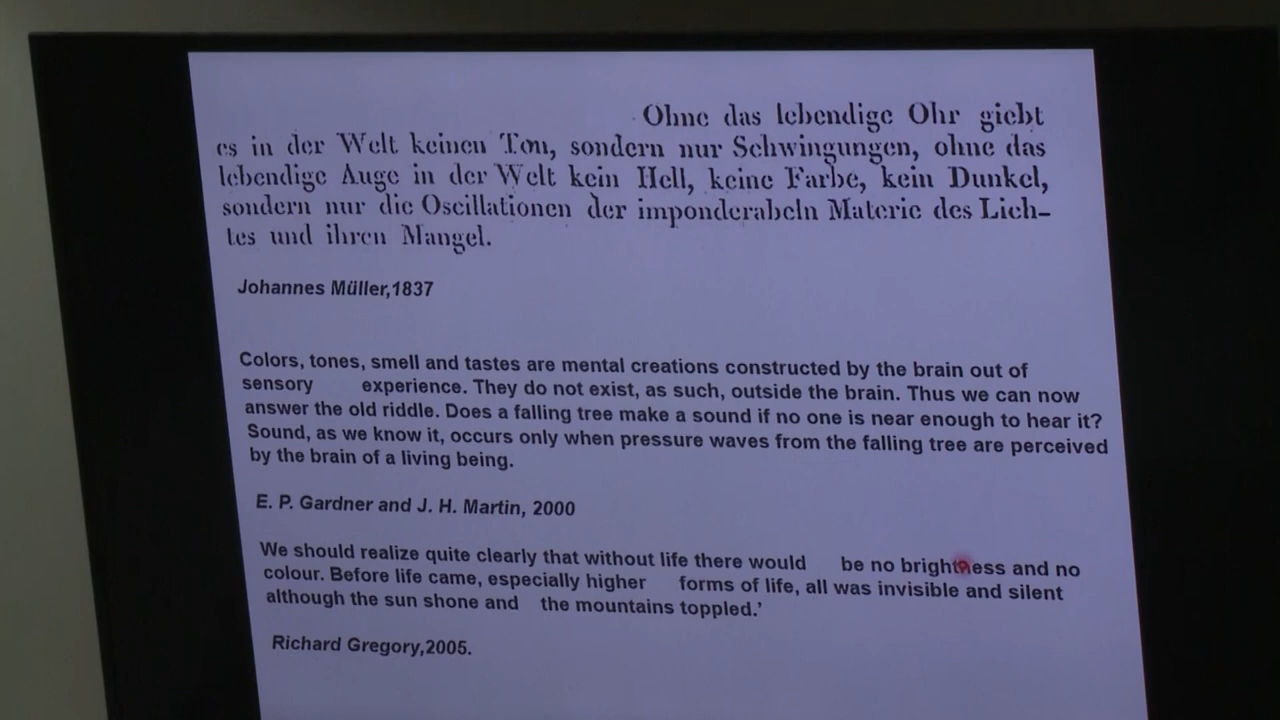 Ohne das lebendige Ohr giebt
es in der Welt keinen Ton, sondern nur Schwingungen, ohne das
lebendige Auge in der Welt kein Hell, keine Farbe, kein Dunkel,
sondern nur die Oscillationen der imponderabeln Materie des Lich-
tes und ihren Mangel.
Johannes Müller,1837
Colors, tones, smell and tastes are mental creations constructed by the brain out of
sensory experience. They do not exist, as such, outside the brain. Thus we can now
answer the old riddle. Does a falling tree make a sound if no one is near enough to hear it?
Sound, as we know it, occurs only when pressure waves from the falling tree are perceived
by the brain of a living being.
E. P. Gardner and J. H. Martin, 2000
We should realize quite clearly that without life there would be no brightness and no
colour. Before life came, especially higher forms of life, all was invisible and silent
although the sun shone and the mountains toppled.’
Richard Gregory,2005.